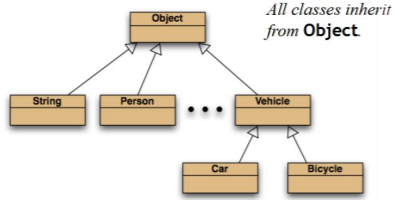 Object
All classes inherit
from Object.
String
Person
Vehicle
Car
Bicycle